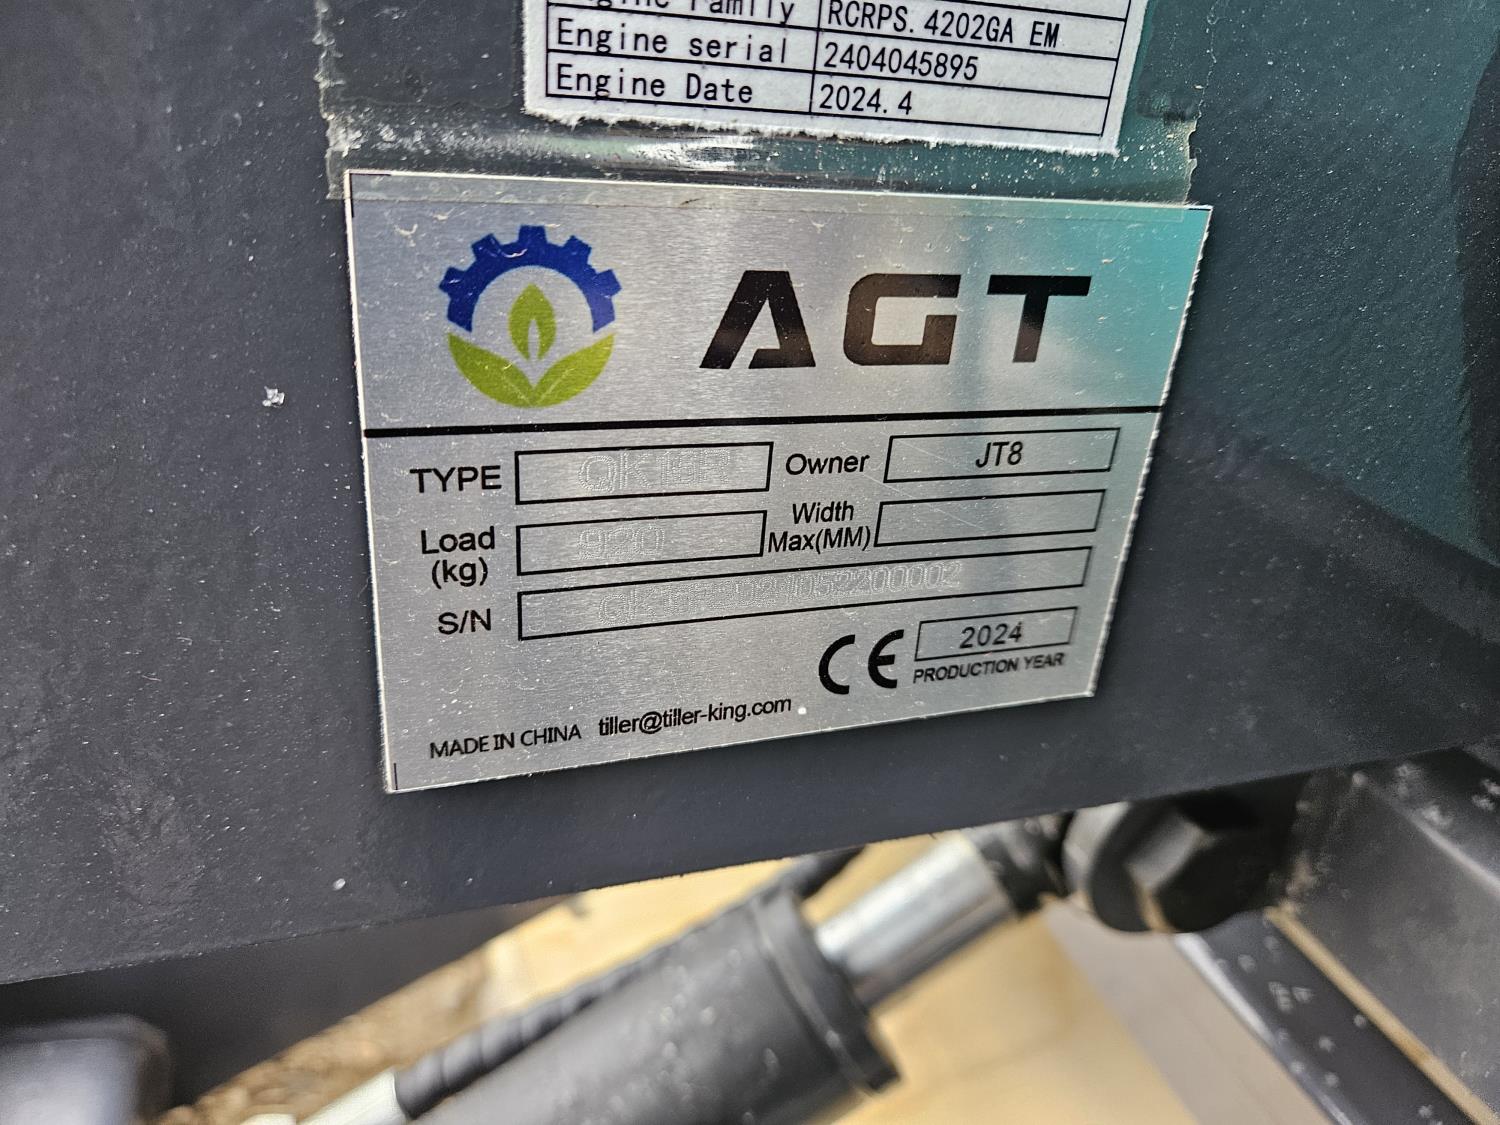 Engine Family RCRPS.4202GA EM
Engine serial 2404045895
Engine Date 2024.4
AGT
TYPE Owner JT8
Load (kg) 920 Width Max(MM)
S/N
CE 2024
PRODUCTION YEAR
MADE IN CHINA tiller@tiller-king.com